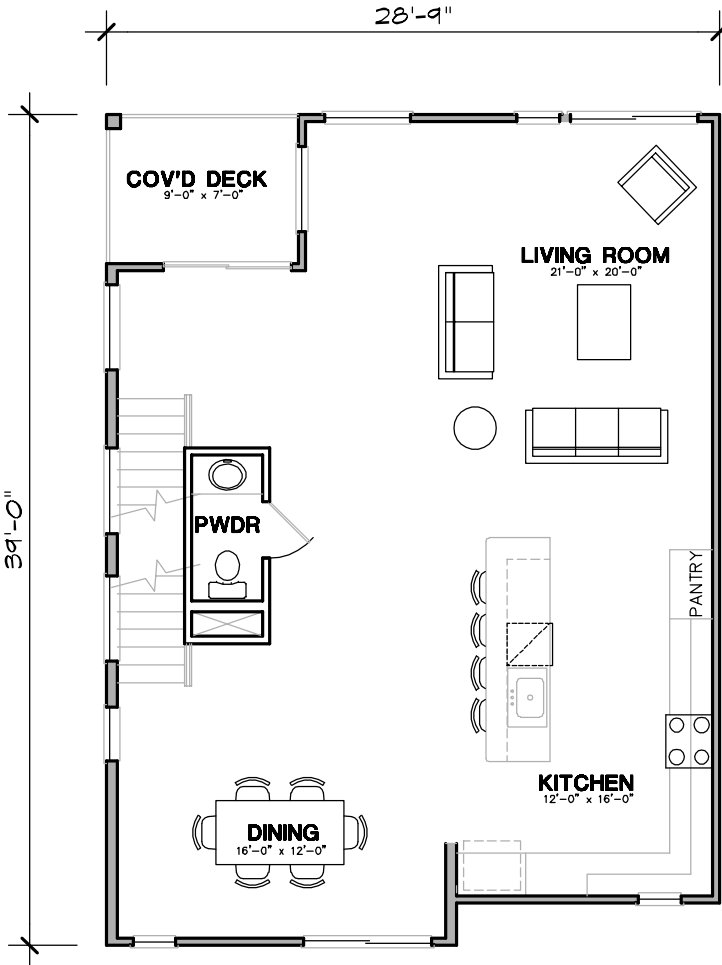 28'-9"
COV'D DECK
9'-0" x 7'-0"
LIVING ROOM
21'-0" x 20'-0"
39'-0"
PWDR
PANTRY
KITCHEN
12'-0" x 16'-0"
DINING
16'-0" x 12'-0"